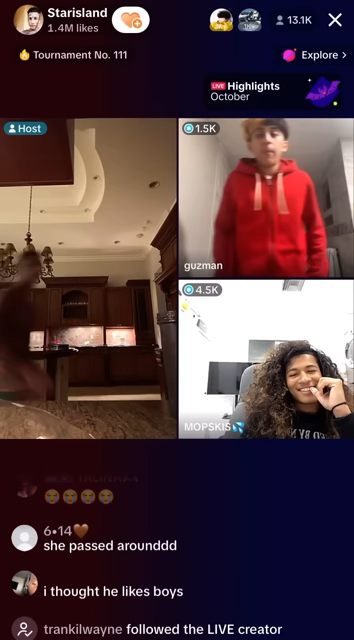 Starisland
1.4M likes
13.1K
Tournament No. 111
Explore >
LIVE Highlights
October
Host
1.5K
guzman
4.5K
MOPSKIS💦
😭😭😭😭
6•14🤎
she passed arounddd
i thought he likes boys
trankilwayne followed the LIVE creator